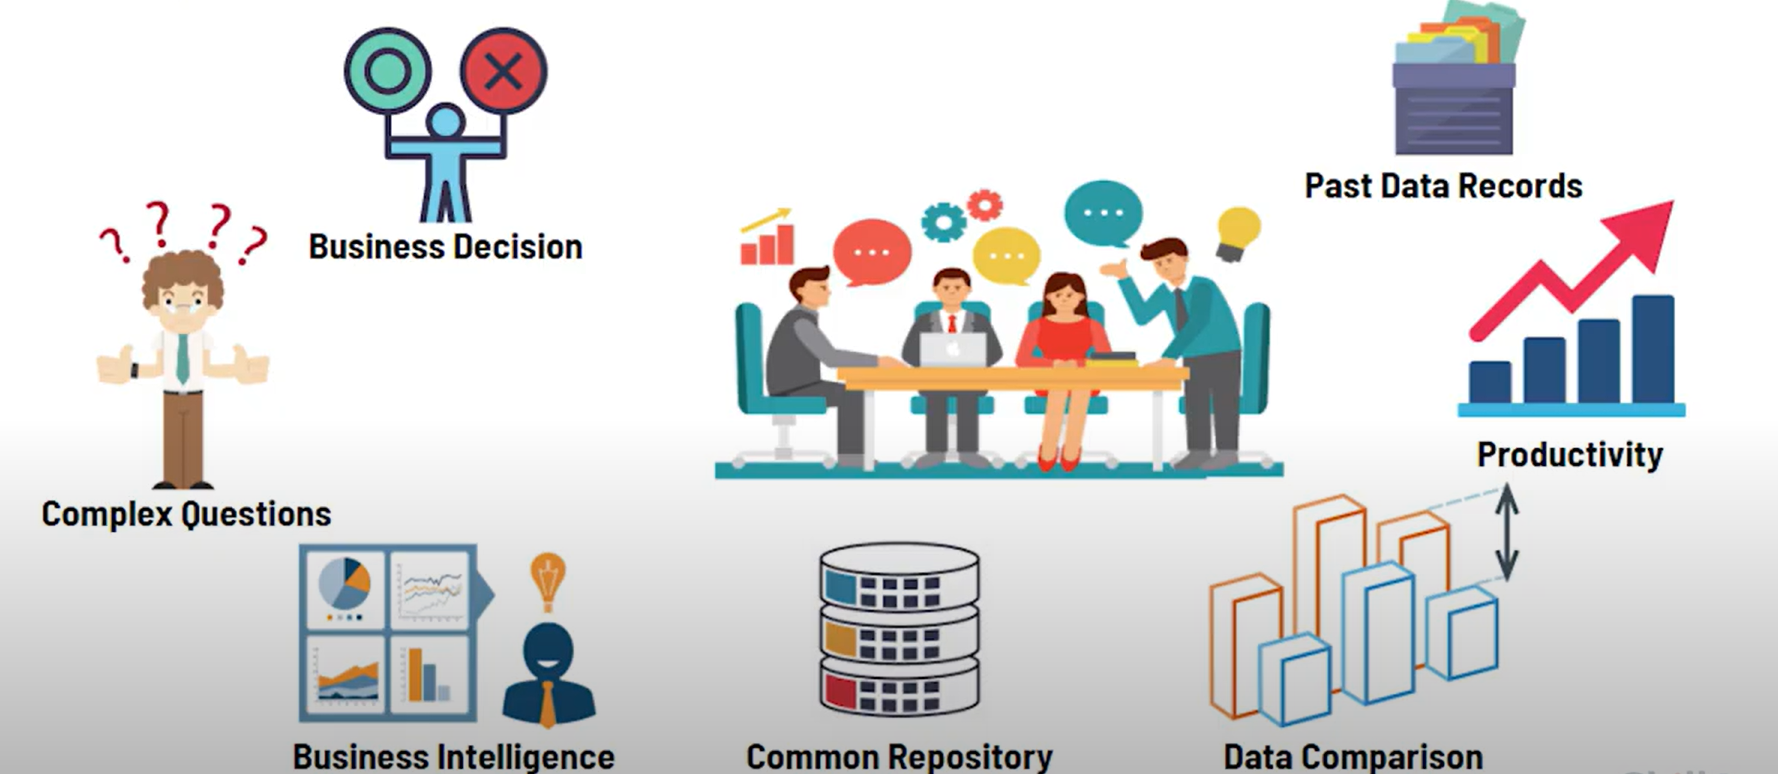 Past Data Records
Business Decision
Productivity
Complex Questions
Business Intelligence
Common Repository
Data Comparison